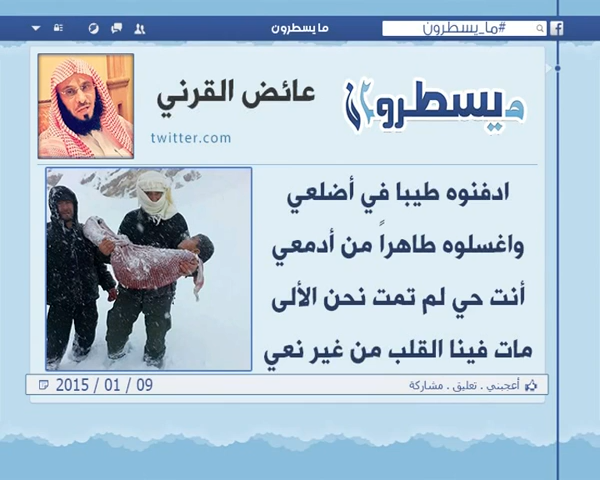 ما يسطرون
#ما_يسطرون
عائض القرني
twitter.com
ما يسطرون
ادفنوه طيبا في أضلعي
واغسلوه طاهراً من أدمعي
أنت حي لم تمت نحن الألى
مات فينا القلب من غير نعي
أعجبني . تعليق . مشاركة
2015 / 01 / 09